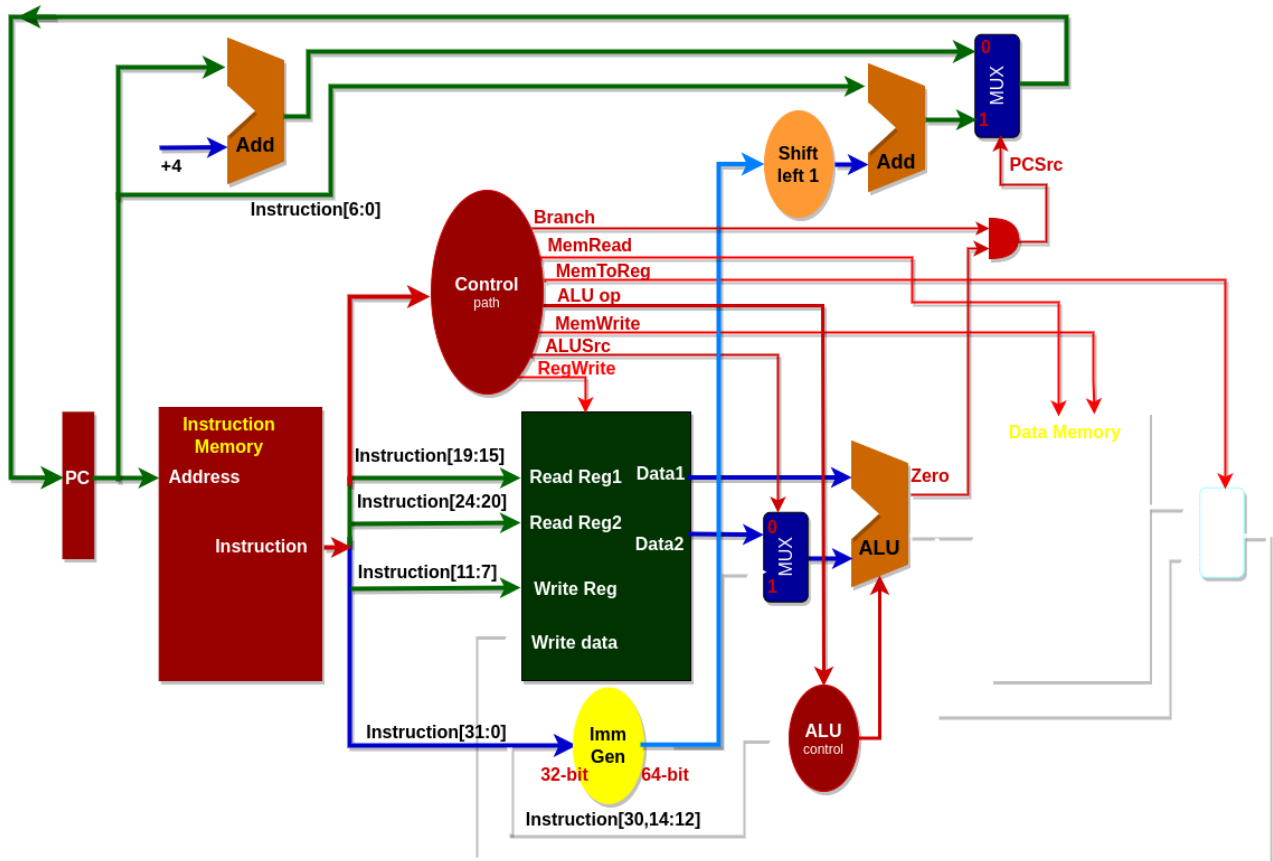 0
MUX
1
PCSrc
Add
+4
Shift
left 1
Add
Instruction[6:0]
Branch
MemRead
MemToReg
ALU op
MemWrite
ALUSrc
RegWrite
Control
path
PC
Instruction
Memory
Address
Instruction
Instruction[19:15]
Instruction[24:20]
Instruction[11:7]
Instruction[31:0]
Read Reg1
Data1
Read Reg2
Data2
Write Reg
Write data
0
MUX
1
Zero
ALU
Data Memory
Imm
Gen
32-bit
64-bit
ALU
control
Instruction[30,14:12]